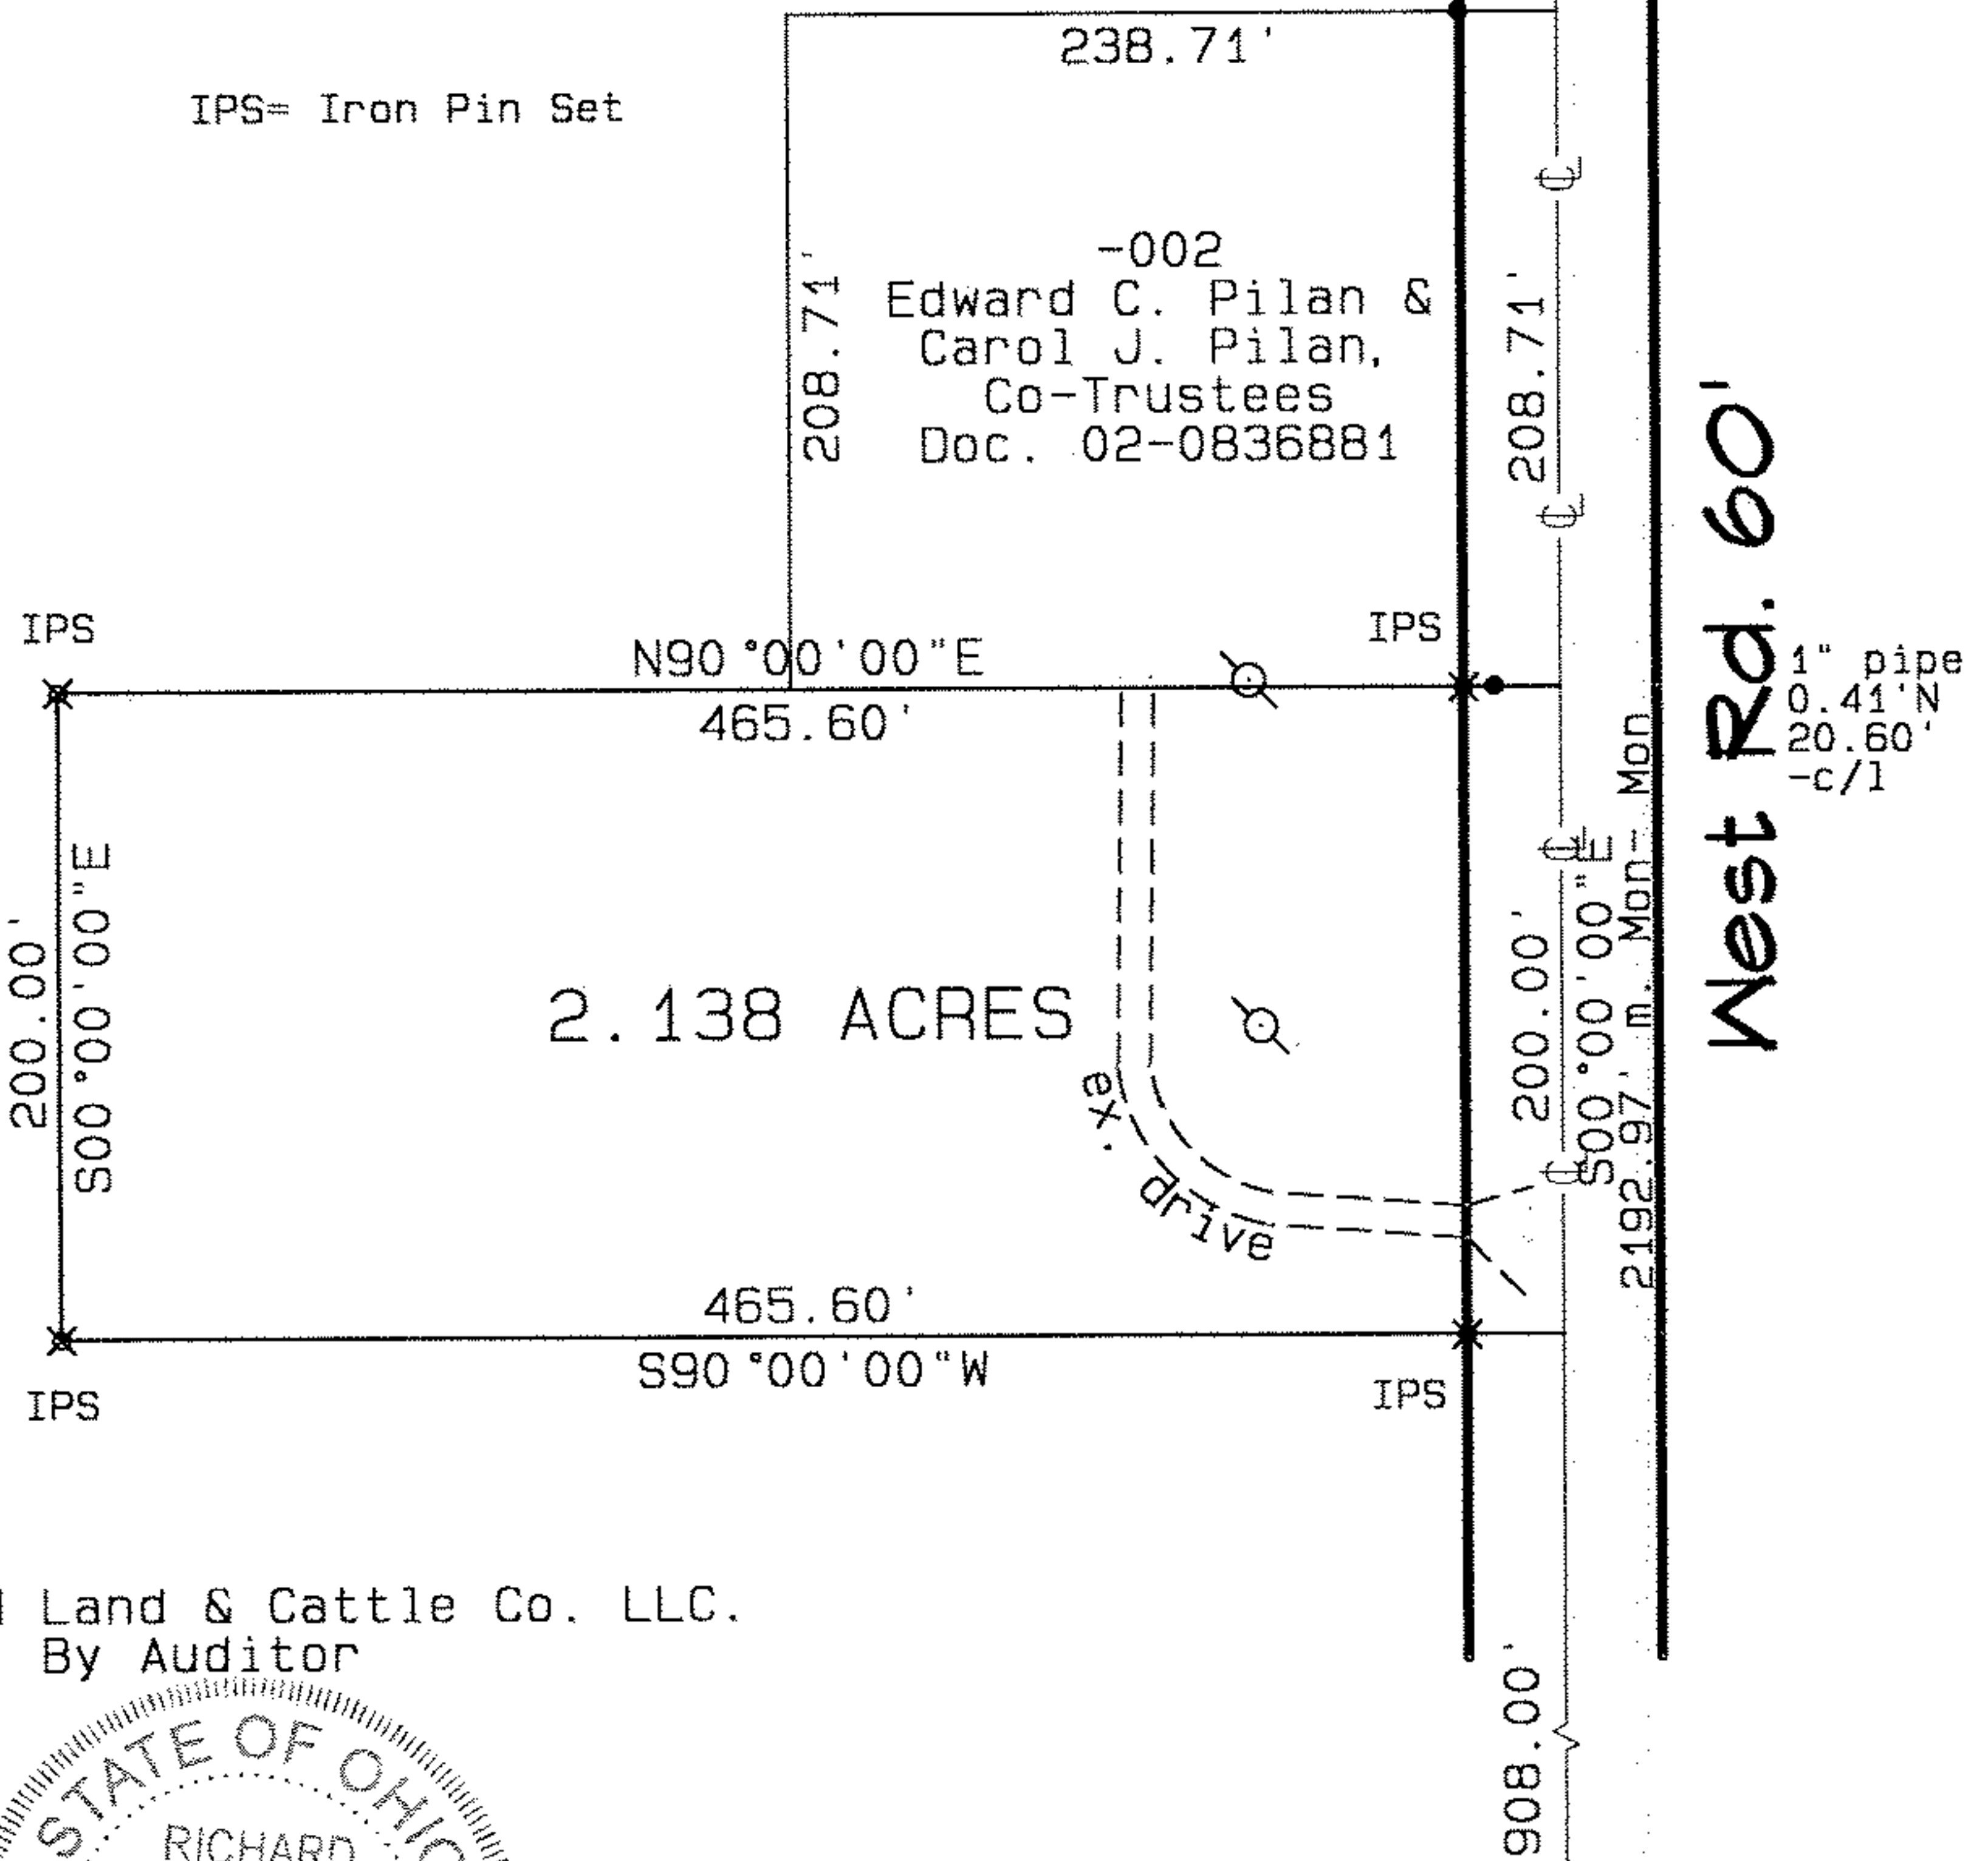 238.71'
IPS= Iron Pin Set
-002
Edward C. Pilan &
Carol J. Pilan,
Co-Trustees
Doc. 02-0836881
208.71'
208.71'
West Rd. 60'
IPS
N90°00'00"E
465.60'
IPS
1" pipe
0.41'N
20.60'
-c/l
200.00'
S00°00'00"E
2.138 ACRES
ex. drive
200.00'
S00°00'00"E
2192.97' m. Mon-Mon
465.60'
S90°00'00"W
IPS
IPS
Land & Cattle Co. LLC.
By Auditor
908.00'
STATE OF OHIO
RICHARD